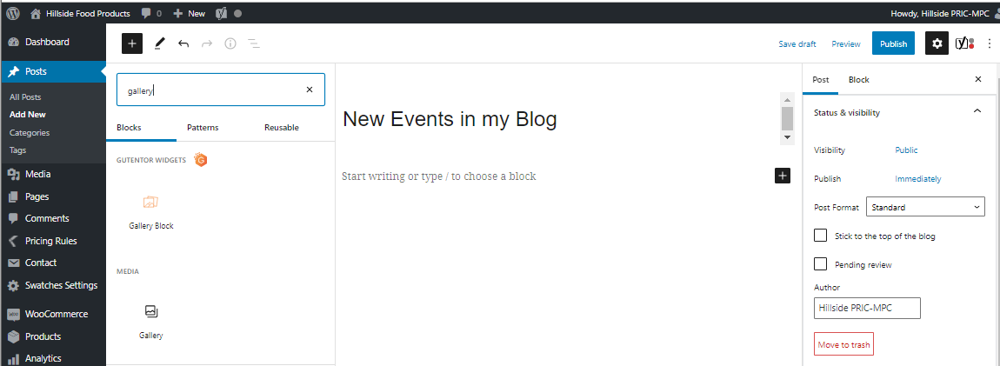 Hillside Food Products 0 New Howdy, Hillside PRIC-MPC
Dashboard
Posts
All Posts
Add New
Categories
Tags
Media
Pages
Comments
Pricing Rules
Contact
Swatches Settings
WooCommerce
Products
Analytics
Save draft Preview Publish
gallery
Blocks Patterns Reusable
GUTENTOR WIDGETS
Gallery Block
MEDIA
Gallery
New Events in my Blog
Start writing or type / to choose a block
Post Block
Status & visibility
Visibility Public
Publish Immediately
Post Format Standard
Stick to the top of the blog
Pending review
Author
Hillside PRIC-MPC
Move to trash